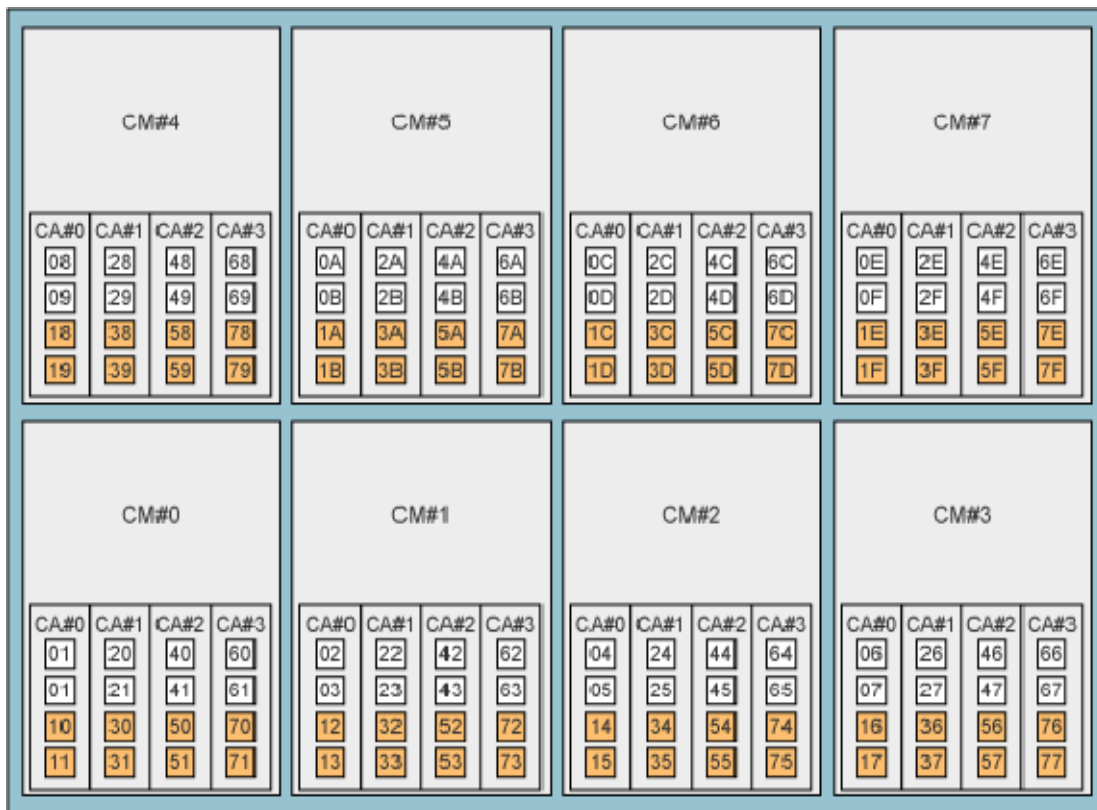 CM#4 CM#5 CM#6 CM#7
CA#0 CA#1 CA#2 CA#3 CA#0 CA#1 CA#2 CA#3 CA#0 CA#1 CA#2 CA#3 CA#0 CA#1 CA#2 CA#3
08 28 48 68 0A 2A 4A 6A 0C 2C 4C 6C 0E 2E 4E 6E
09 29 49 69 0B 2B 4B 6B 0D 2D 4D 6D 0F 2F 4F 6F
18 38 58 78 1A 3A 5A 7A 1C 3C 5C 7C 1E 3E 5E 7E
19 39 59 79 1B 3B 5B 7B 1D 3D 5D 7D 1F 3F 5F 7F
CM#0 CM#1 CM#2 CM#3
CA#0 CA#1 CA#2 CA#3 CA#0 CA#1 CA#2 CA#3 CA#0 CA#1 CA#2 CA#3 CA#0 CA#1 CA#2 CA#3
01 20 40 60 02 22 42 62 04 24 44 64 06 26 46 66
01 21 41 61 03 23 43 63 05 25 45 65 07 27 47 67
10 30 50 70 12 32 52 72 14 34 54 74 16 36 56 76
11 31 51 71 13 33 53 73 15 35 55 75 17 37 57 77